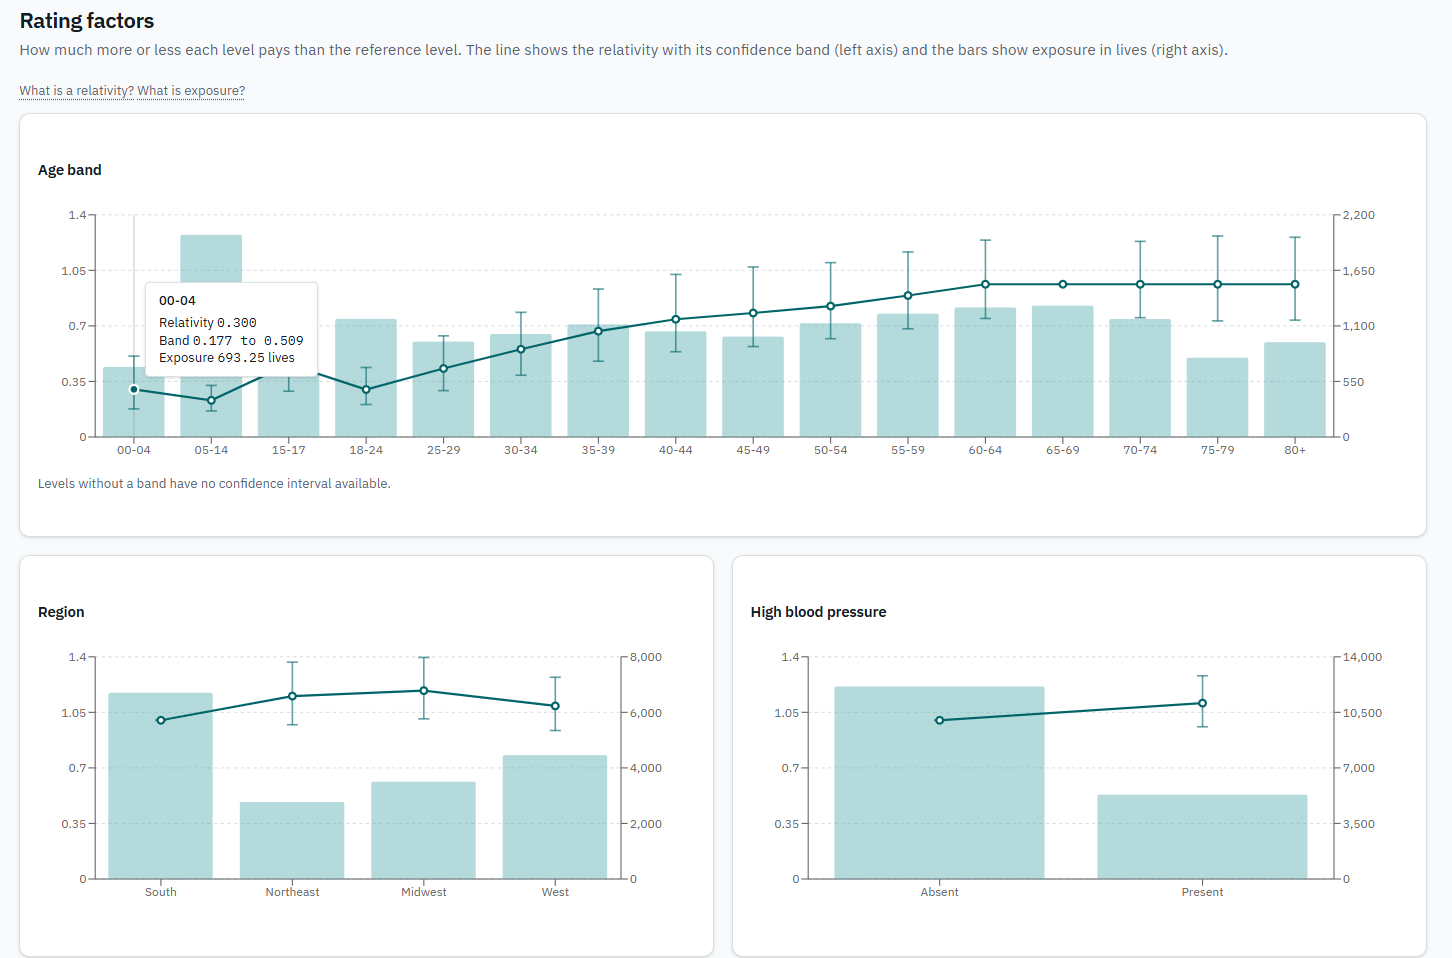 Rating factors
How much more or less each level pays than the reference level. The line shows the relativity with its confidence band (left axis) and the bars show exposure in lives (right axis).
What is a relativity? What is exposure?
Age band
1.4
1.05
0.7
0.35
0
2,200
1,650
1,100
550
0
00-04
Relativity 0.300
Band 0.177 to 0.509
Exposure 693.25 lives
00-04 05-14 15-17 18-24 25-29 30-34 35-39 40-44 45-49 50-54 55-59 60-64 65-69 70-74 75-79 80+
Levels without a band have no confidence interval available.
Region
1.4
1.05
0.7
0.35
0
8,000
6,000
4,000
2,000
0
South Northeast Midwest West
High blood pressure
1.4
1.05
0.7
0.35
0
14,000
10,500
7,000
3,500
0
Absent Present